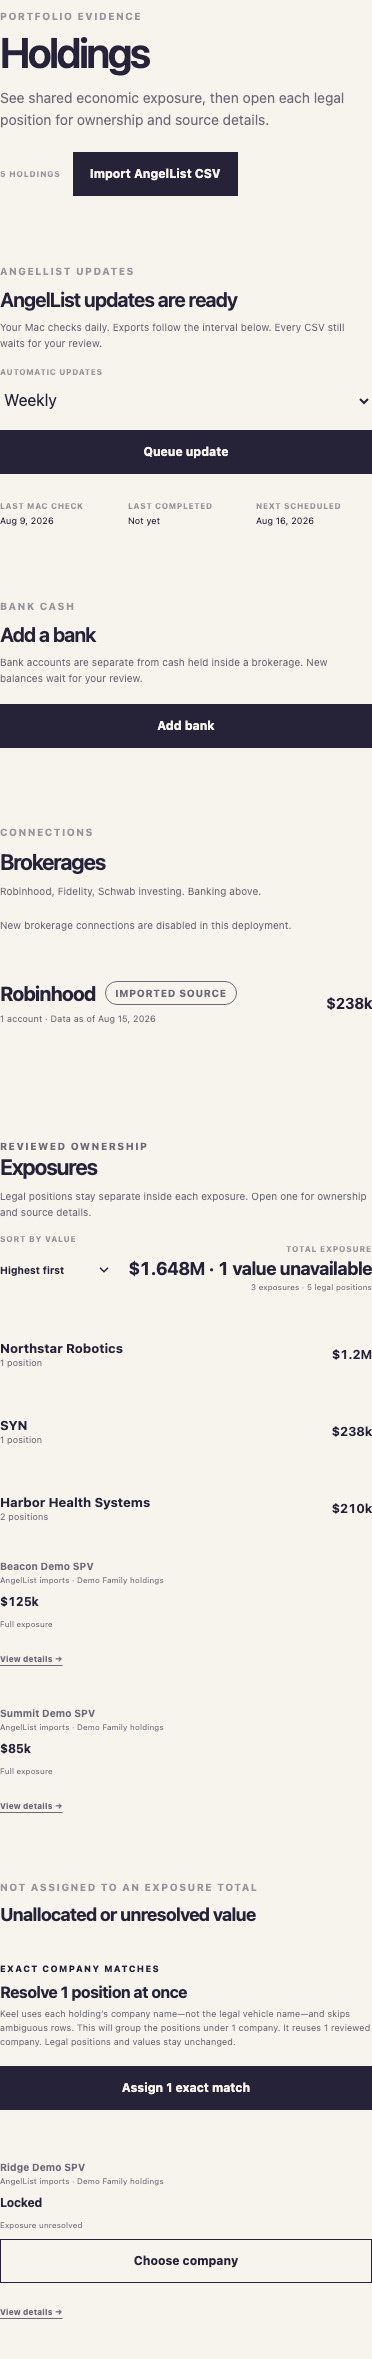 PORTFOLIO EVIDENCE
Holdings
See shared economic exposure, then open each legal
position for ownership and source details.
5 HOLDINGS
Import AngelList CSV
ANGELLIST UPDATES
AngelList updates are ready
Your Mac checks daily. Exports follow the interval below. Every CSV still
waits for your review.
AUTOMATIC UPDATES
Weekly
Queue update
LAST MAC CHECK
Aug 9, 2026
LAST COMPLETED
Not yet
NEXT SCHEDULED
Aug 16, 2026
BANK CASH
Add a bank
Bank accounts are separate from cash held inside a brokerage. New
balances wait for your review.
Add bank
CONNECTIONS
Brokerages
Robinhood, Fidelity, Schwab investing. Banking above.
New brokerage connections are disabled in this deployment.
Robinhood
IMPORTED SOURCE
1 account · Data as of Aug 15, 2026
$238k
REVIEWED OWNERSHIP
Exposures
Legal positions stay separate inside each exposure. Open one for ownership
and source details.
SORT BY VALUE
Highest first
TOTAL EXPOSURE
$1.648M · 1 value unavailable
3 exposures · 5 legal positions
Northstar Robotics
1 position
$1.2M
SYN
1 position
$238k
Harbor Health Systems
2 positions
$210k
Beacon Demo SPV
AngelList imports · Demo Family holdings
$125k
Full exposure
View details →
Summit Demo SPV
AngelList imports · Demo Family holdings
$85k
Full exposure
View details →
NOT ASSIGNED TO AN EXPOSURE TOTAL
Unallocated or unresolved value
EXACT COMPANY MATCHES
Resolve 1 position at once
Keel uses each holding's company name—not the legal vehicle name—and skips
ambiguous rows. This will group the positions under 1 company. It reuses 1 reviewed
company. Legal positions and values stay unchanged.
Assign 1 exact match
Ridge Demo SPV
AngelList imports · Demo Family holdings
Locked
Exposure unresolved
Choose company
View details →